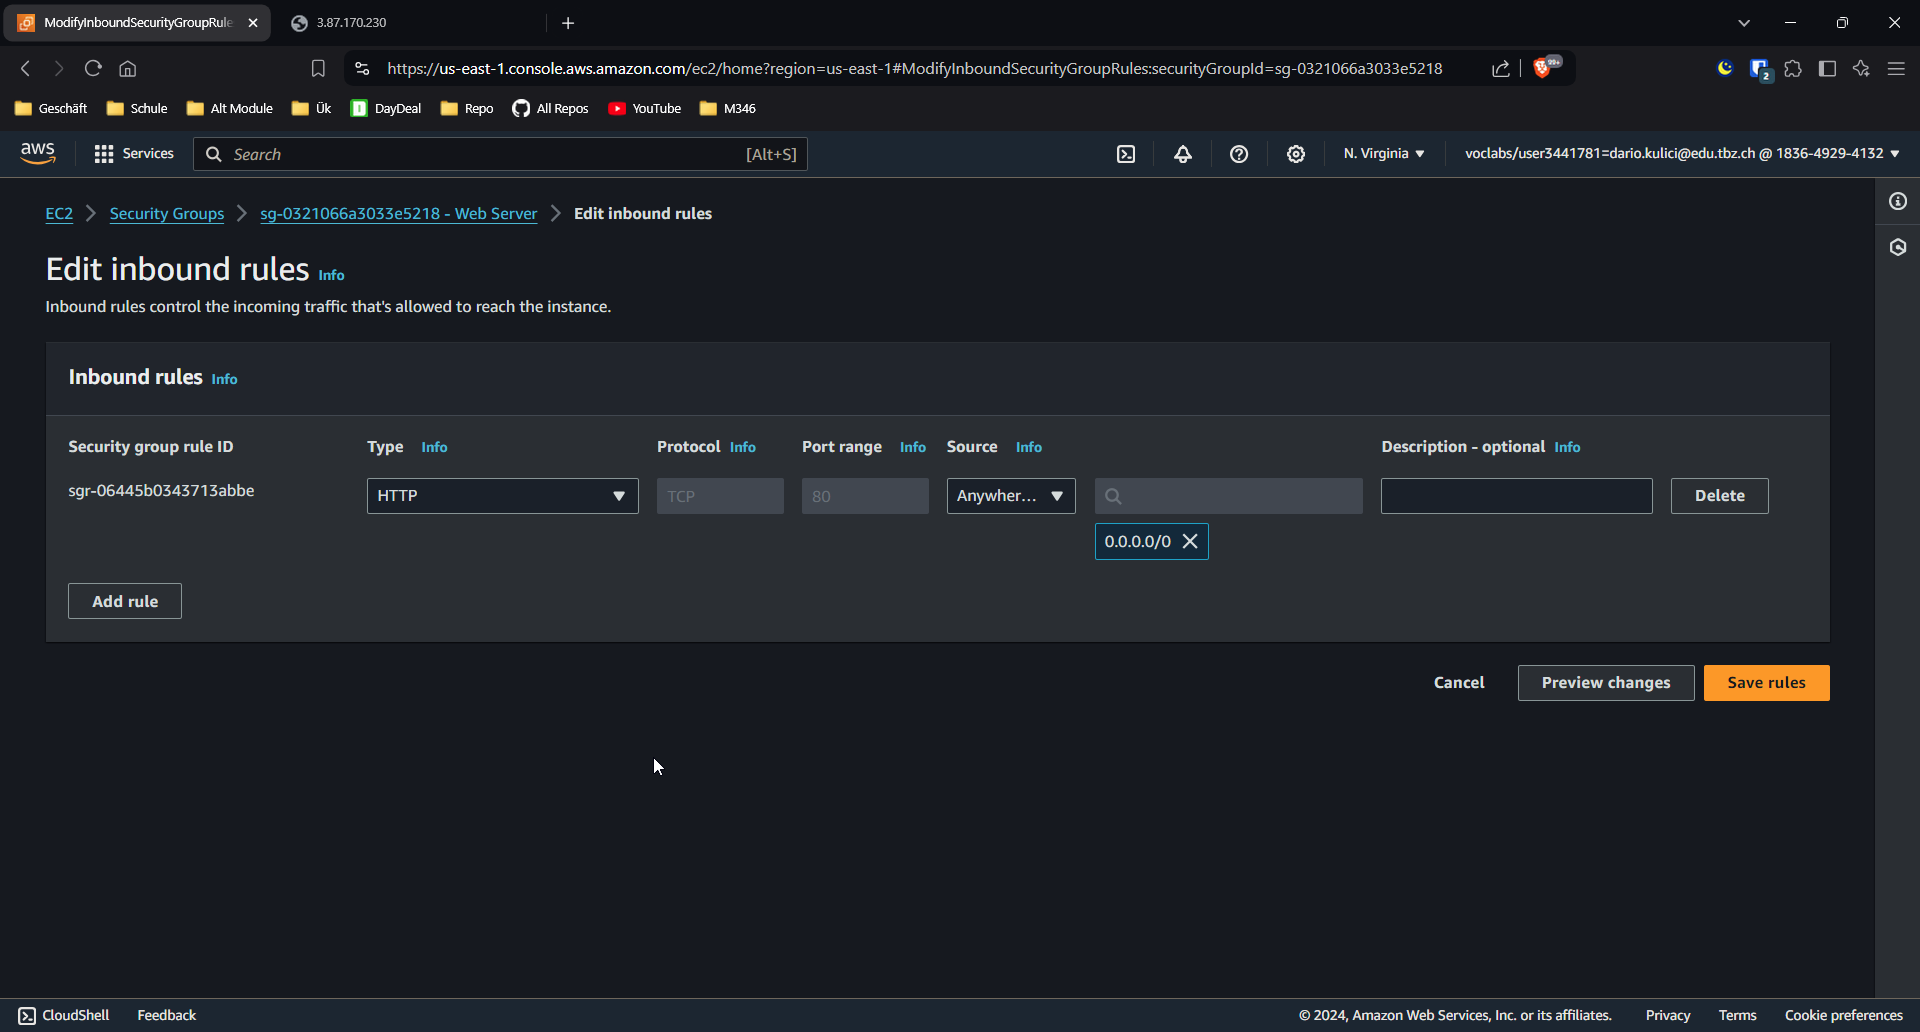 ModifyInboundSecurityGroupRule
3.87.170.230
https://us-east-1.console.aws.amazon.com/ec2/home?region=us-east-1#ModifyInboundSecurityGroupRules:securityGroupId=sg-0321066a3033e5218
99+
2
Geschäft
Schule
Alt Module
Ük
DayDeal
Repo
All Repos
YouTube
M346
aws
Services
Search
[Alt+S]
N. Virginia
voclabs/user3441781=dario.kulici@edu.tbz.ch @ 1836-4929-4132
EC2
Security Groups
sg-0321066a3033e5218 - Web Server
Edit inbound rules
Edit inbound rules Info
Inbound rules control the incoming traffic that's allowed to reach the instance.
Inbound rules Info
Security group rule ID
Type Info
Protocol Info
Port range Info
Source Info
Description - optional Info
sgr-06445b0343713abbe
HTTP
TCP
80
Anywher...
Delete
0.0.0.0/0
Add rule
Cancel
Preview changes
Save rules
CloudShell
Feedback
© 2024, Amazon Web Services, Inc. or its affiliates.
Privacy
Terms
Cookie preferences